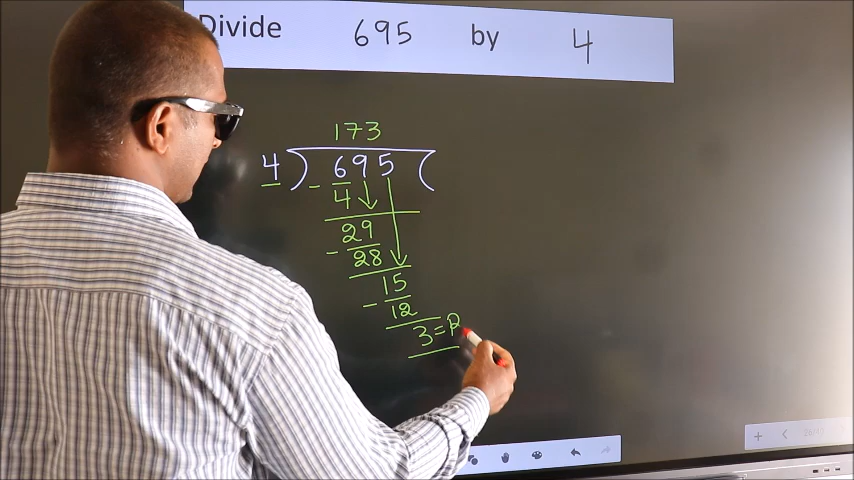 Divide 695 by 4
173
4 ) 695 (
- 4
29
- 28
15
- 12
3 = R